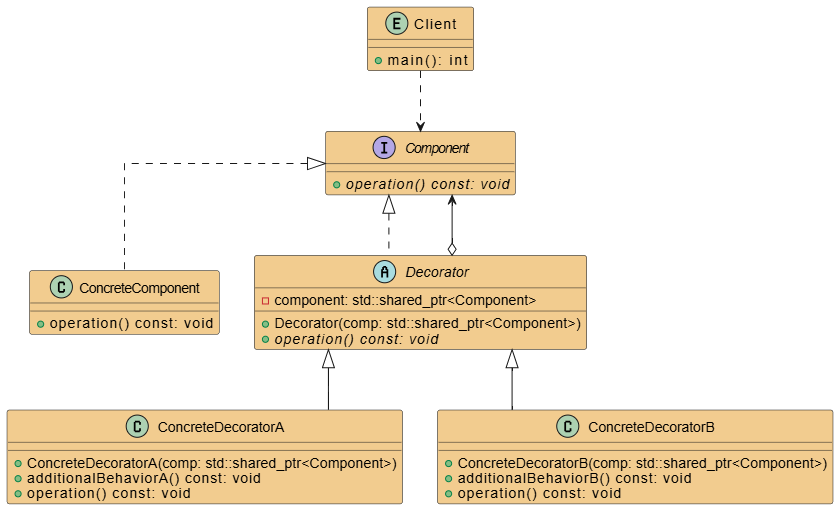 E Client
main(): int
I Component
operation() const: void
C ConcreteComponent
operation() const: void
A Decorator
component: std::shared_ptr<Component>
Decorator(comp: std::shared_ptr<Component>)
operation() const: void
C ConcreteDecoratorA
ConcreteDecoratorA(comp: std::shared_ptr<Component>)
additionalBehaviorA() const: void
operation() const: void
C ConcreteDecoratorB
ConcreteDecoratorB(comp: std::shared_ptr<Component>)
additionalBehaviorB() const: void
operation() const: void